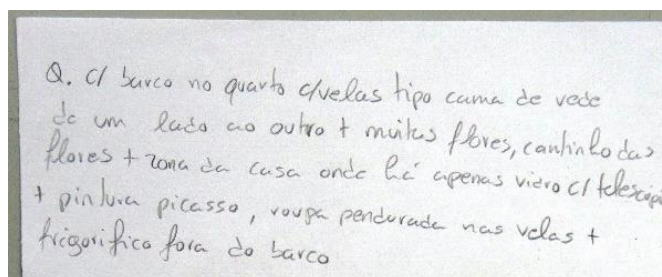 Q. c/ barco no quarto c/velas tipo cama de rede
de um lado ao outro + muitas flores, cantinho das
flores + zona da casa onde há apenas vidro c/ telescópio
+ pintura picasso, roupa pendurada nas velas +
frigorifico fora do barco